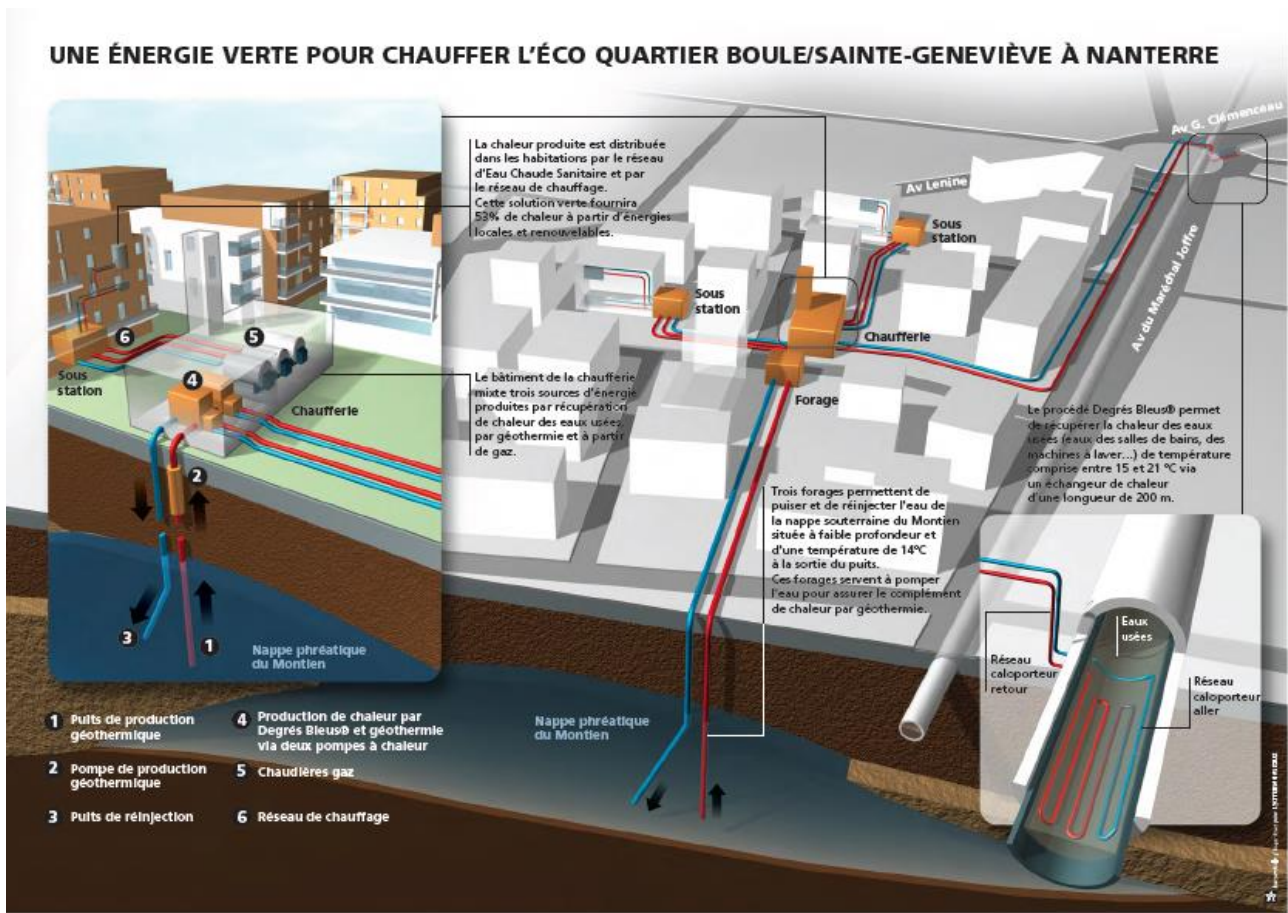 UNE ÉNERGIE VERTE POUR CHAUFFER L'ÉCO QUARTIER BOULE/SAINTE-GENEVIÈVE À NANTERRE
La chaleur produite est distribuée
dans les habitations par le réseau
d'Eau Chaude Sanitaire et par
le réseau de chauffage.
Cette solution verte fournira
53% de chaleur à partir d'énergies
locales et renouvelables.
Av G. Clémenceau
Av Lenine
Sous
station
Sous
station
Chaufferie
Av du Maréchal Joffre
Forage
6
5
4
Sous
station
Chaufferie
2
3
1
Nappe phréatique
du Montien
Le bâtiment de la chaufferie
mixte trois sources d'énergie
produites par récupération
de chaleur des eaux usées,
par géothermie et à partir
de gaz.
Le procédé Degrés Bleus® permet
de récupérer la chaleur des eaux
usées (eaux des salles de bains, des
machines à laver...) de température
comprise entre 15 et 21 °C via
un échangeur de chaleur
d'une longueur de 200 m.
Trois forages permettent de
puiser et de réinjecter l'eau de
la nappe souterraine du Montien
située à faible profondeur et
d'une température de 14°C
à la sortie du puits.
Ces forages servent à pomper
l'eau pour assurer le complément
de chaleur par géothermie.
Eaux
usées
Réseau
caloporteur
retour
Réseau
caloporteur
aller
Nappe phréatique
du Montien
1 Puits de production
géothermique
2 Pompe de production
géothermique
3 Puits de réinjection
4 Production de chaleur par
Degrés Bleus® et géothermie
via deux pompes à chaleur
5 Chaudières gaz
6 Réseau de chauffage